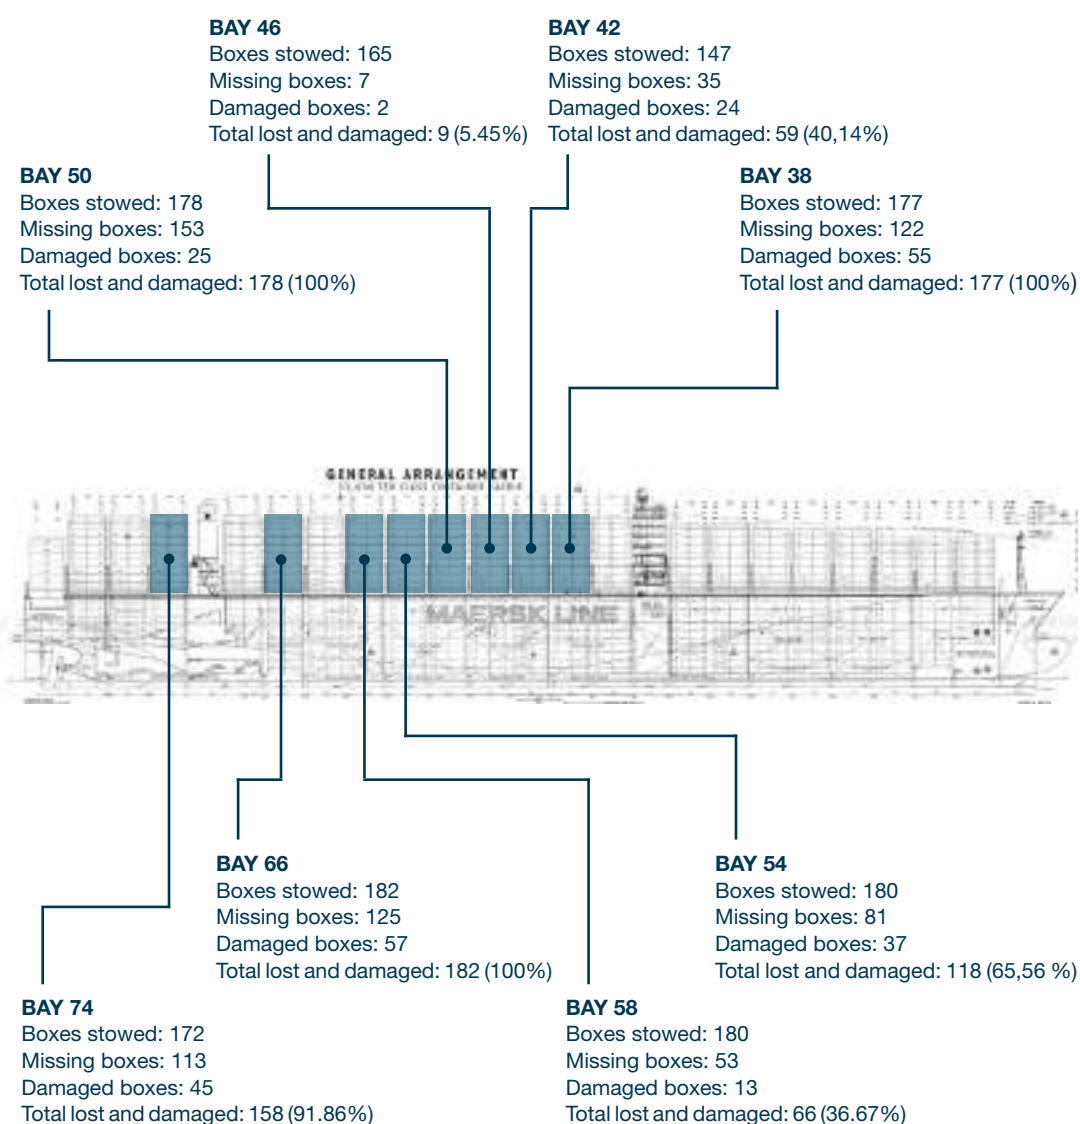 BAY 46
Boxes stowed: 165
Missing boxes: 7
Damaged boxes: 2
Total lost and damaged: 9 (5.45%)
BAY 42
Boxes stowed: 147
Missing boxes: 35
Damaged boxes: 24
Total lost and damaged: 59 (40,14%)
BAY 50
Boxes stowed: 178
Missing boxes: 153
Damaged boxes: 25
Total lost and damaged: 178 (100%)
BAY 38
Boxes stowed: 177
Missing boxes: 122
Damaged boxes: 55
Total lost and damaged: 177 (100%)
GENERAL ARRANGEMENT
MAERSK LINE
BAY 66
Boxes stowed: 182
Missing boxes: 125
Damaged boxes: 57
Total lost and damaged: 182 (100%)
BAY 54
Boxes stowed: 180
Missing boxes: 81
Damaged boxes: 37
Total lost and damaged: 118 (65,56 %)
BAY 74
Boxes stowed: 172
Missing boxes: 113
Damaged boxes: 45
Total lost and damaged: 158 (91.86%)
BAY 58
Boxes stowed: 180
Missing boxes: 53
Damaged boxes: 13
Total lost and damaged: 66 (36.67%)